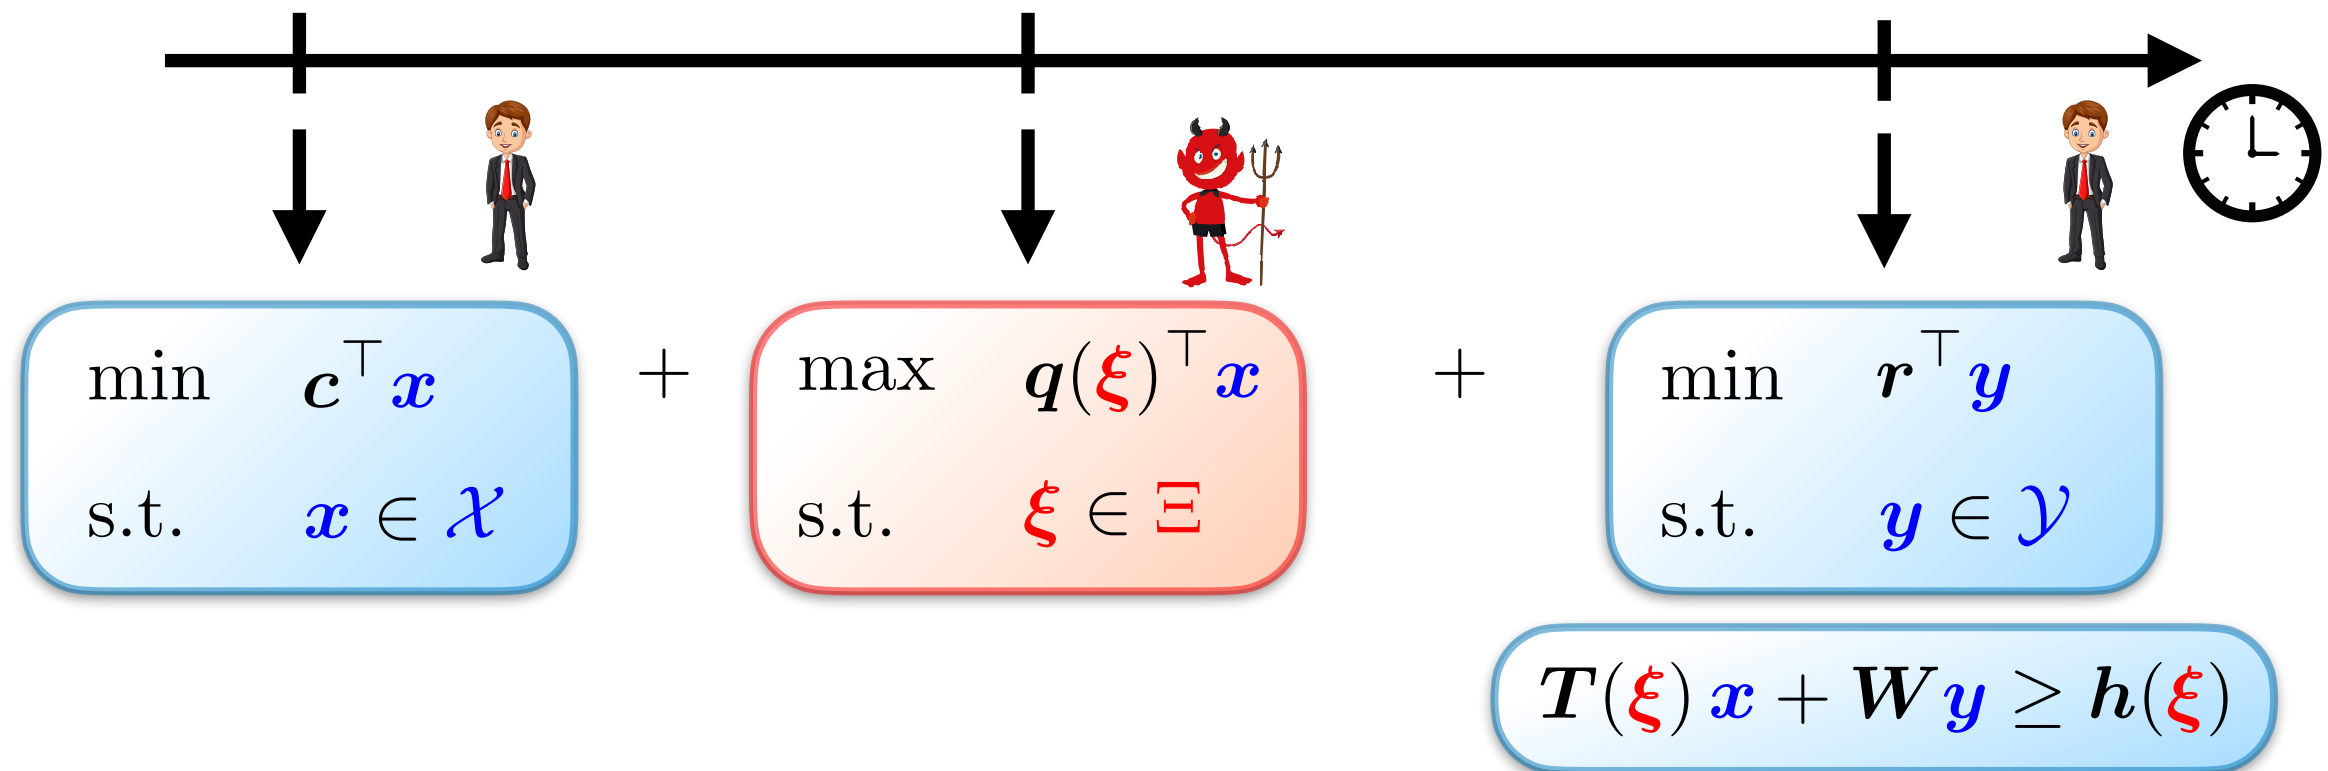 min c⊤x + max q(ξ)⊤x + min r⊤y
s.t. x ∈ 𝒳 s.t. ξ ∈ Ξ s.t. y ∈ 𝒴
T(ξ) x + W y ≥ h(ξ)